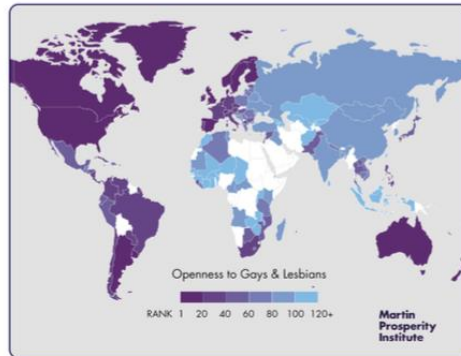 Openness to Gays & Lesbians
RANK 1 20 40 60 80 100 120+
Martin
Prosperity
Institute